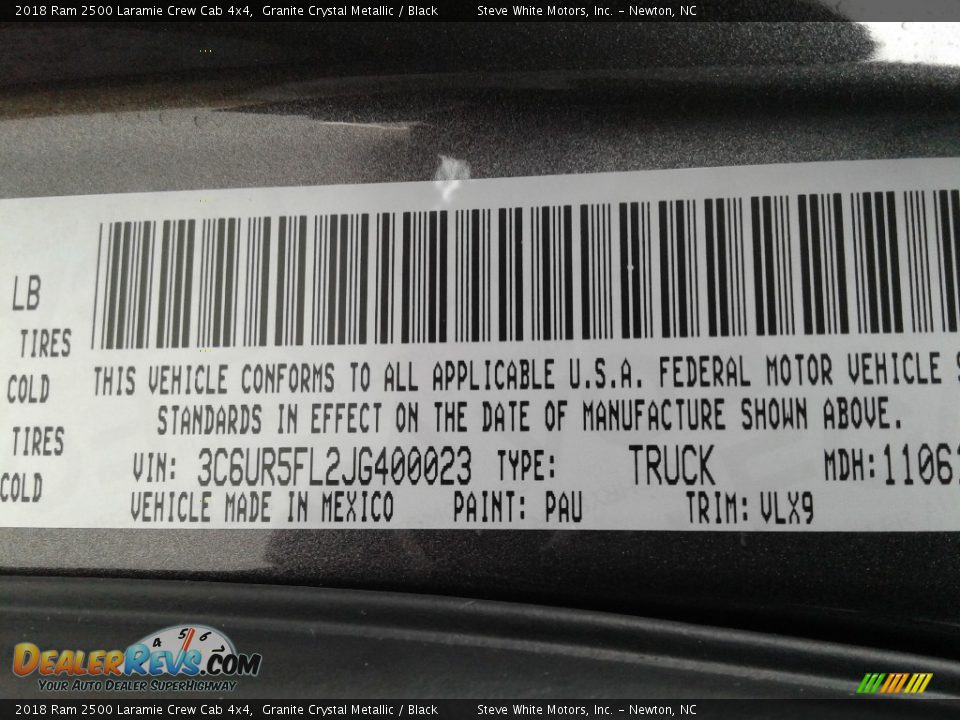 2018 Ram 2500 Laramie Crew Cab 4x4, Granite Crystal Metallic / Black Steve White Motors, Inc. - Newton, NC
LB
TIRES
COLD
TIRES
COLD
THIS VEHICLE CONFORMS TO ALL APPLICABLE U.S.A. FEDERAL MOTOR VEHICLE
STANDARDS IN EFFECT ON THE DATE OF MANUFACTURE SHOWN ABOVE.
VIN: 3C6UR5FL2JG400023 TYPE: TRUCK MDH: 11061
VEHICLE MADE IN MEXICO PAINT: PAU TRIM: VLX9
4 5 6
DEALERREVS.COM
YOUR AUTO DEALER SUPERHIGHWAY
2018 Ram 2500 Laramie Crew Cab 4x4, Granite Crystal Metallic / Black Steve White Motors, Inc. - Newton, NC